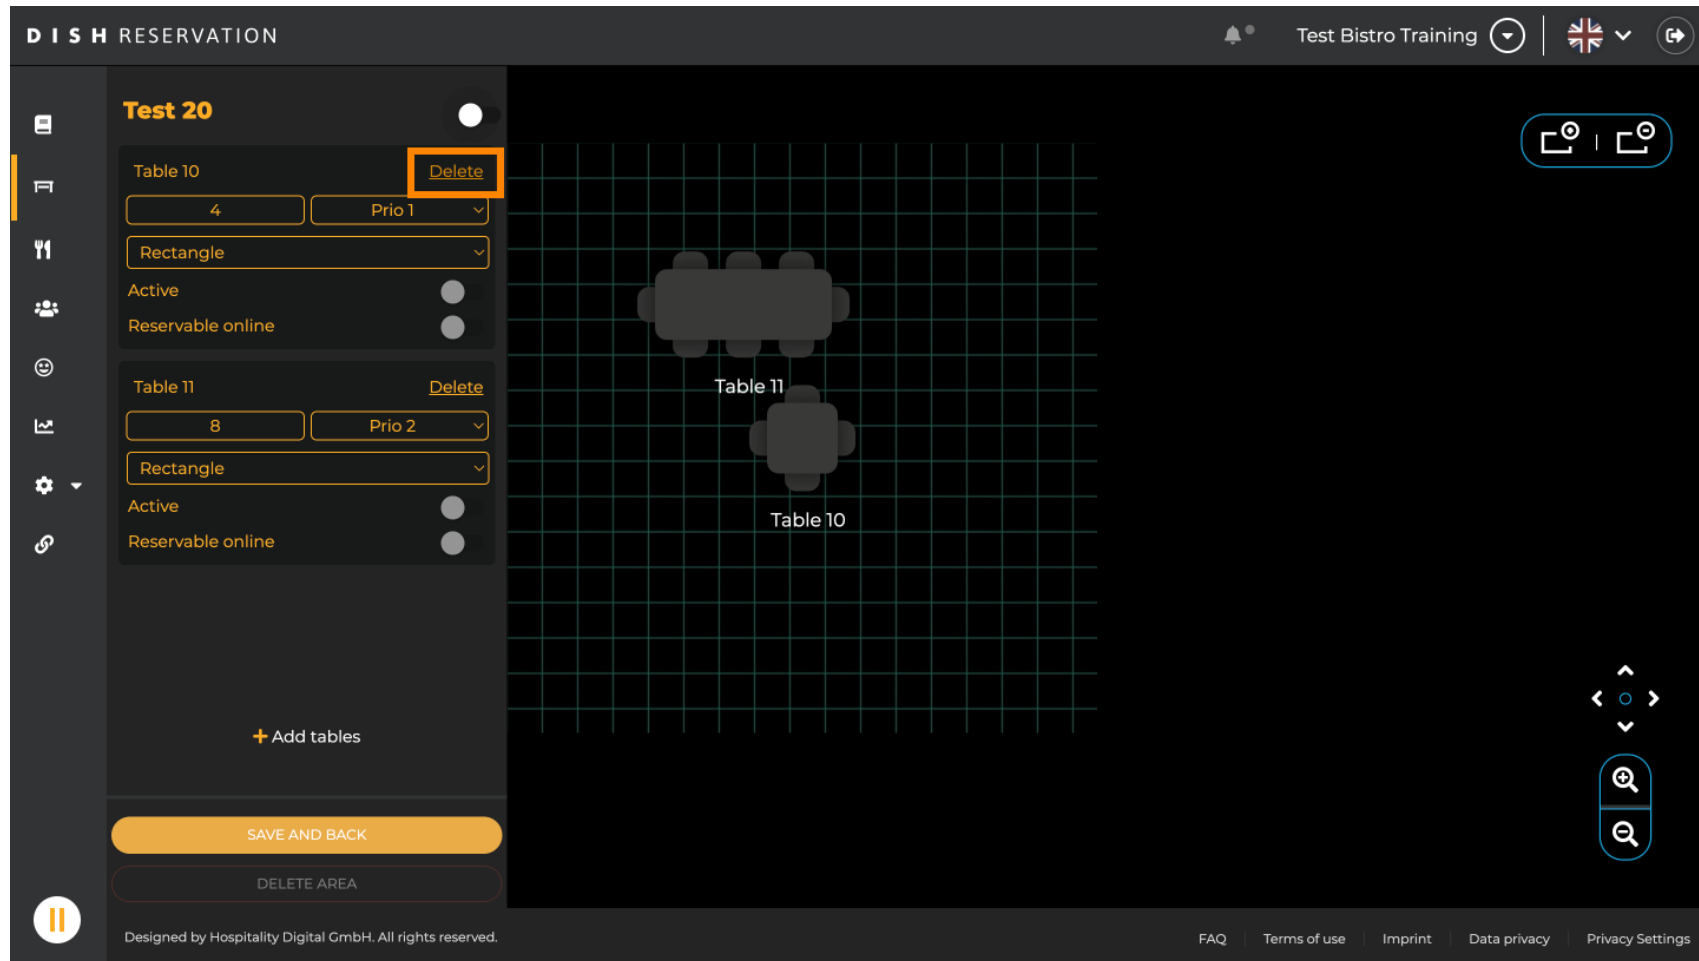 DISH RESERVATION
Test Bistro Training
Test 20
Table 10 Delete
4 Prio 1
Rectangle
Active
Reservable online
Table 11 Delete
8 Prio 2
Rectangle
Active
Reservable online
Add tables
SAVE AND BACK
DELETE AREA
Table 11
Table 10
Designed by Hospitality Digital GmbH. All rights reserved.
FAQ Terms of use Imprint Data privacy Privacy Settings